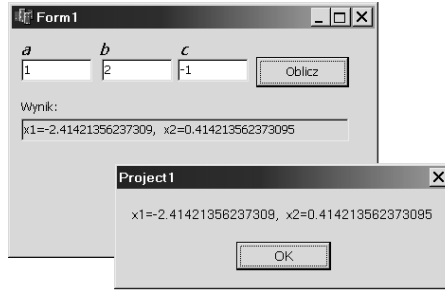 Form1
a b c
1 2 -1 Oblicz
Wynik:
x1=-2.41421356237309, x2=0.414213562373095
Project1
x1=-2.41421356237309, x2=0.414213562373095
OK